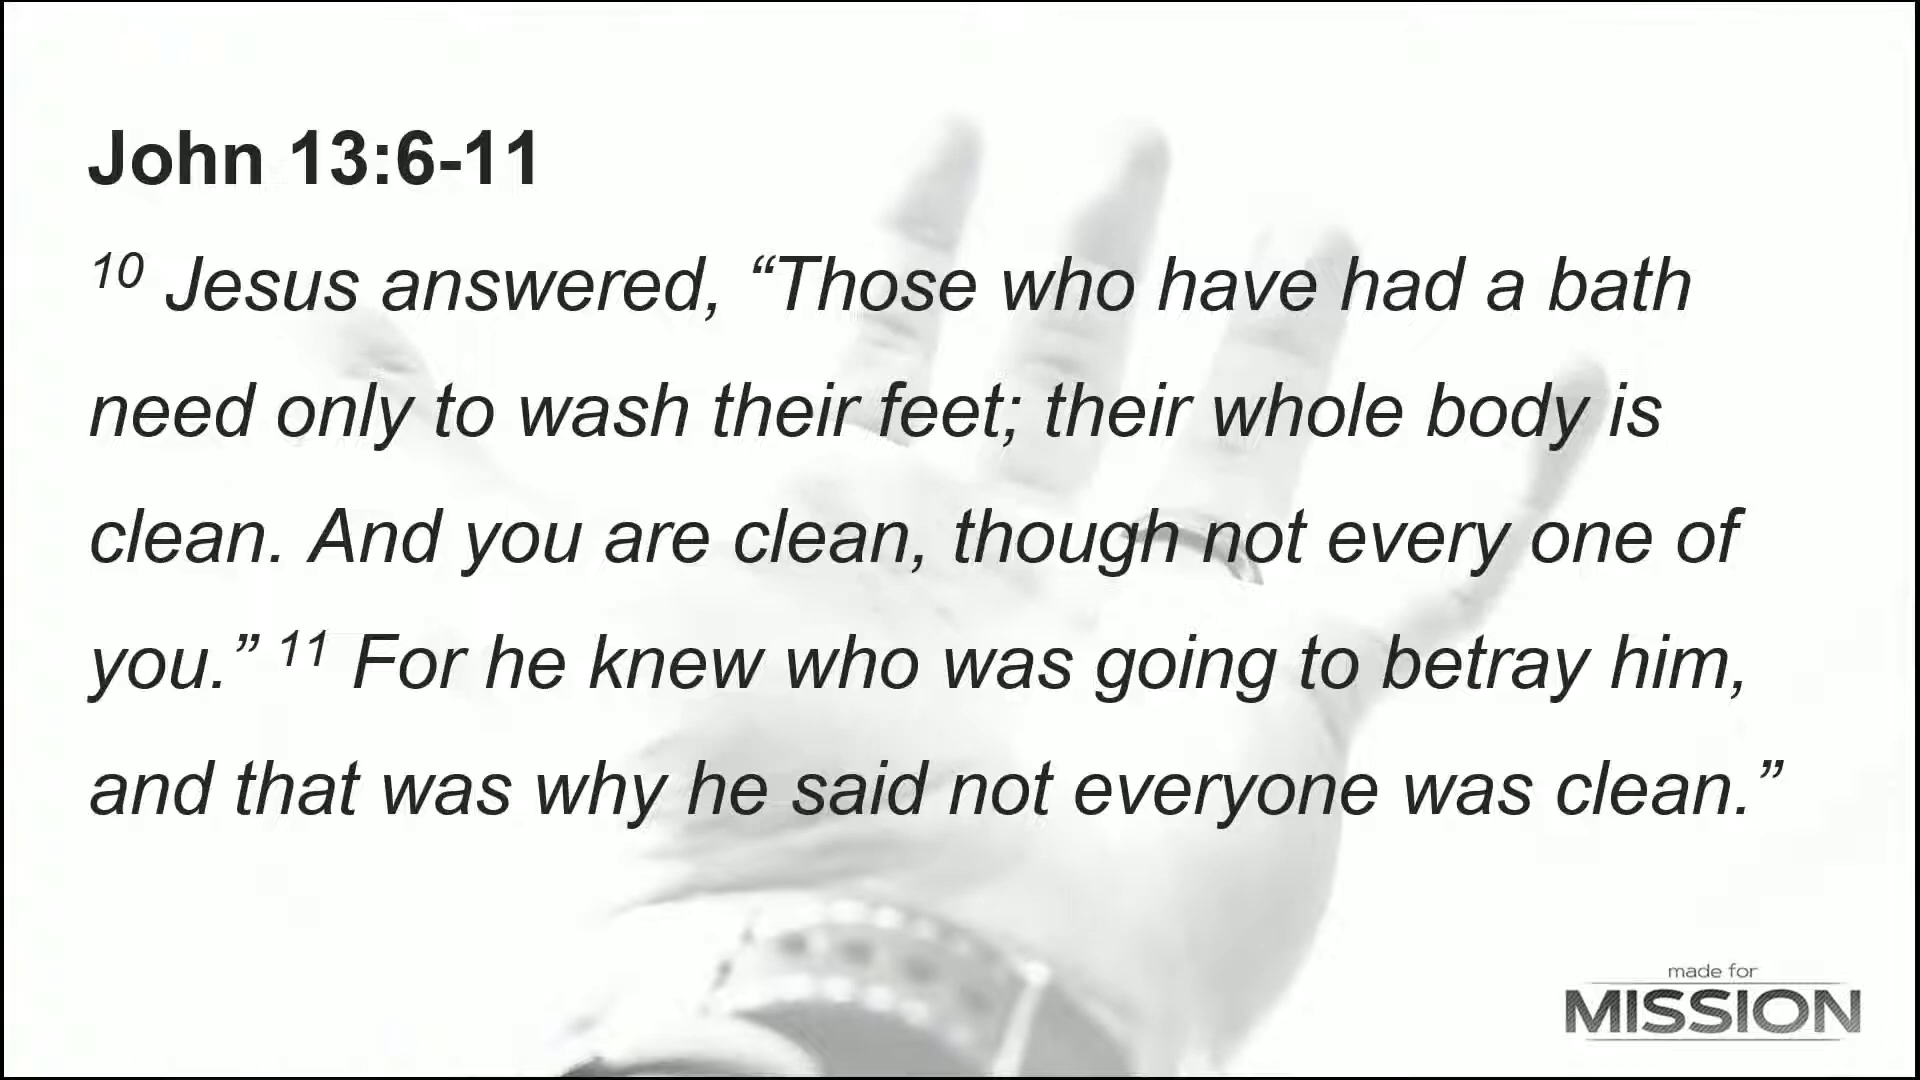 John 13:6-11
10 Jesus answered, “Those who have had a bath
need only to wash their feet; their whole body is
clean. And you are clean, though not every one of
you.” 11 For he knew who was going to betray him,
and that was why he said not everyone was clean.”
made for
MISSION